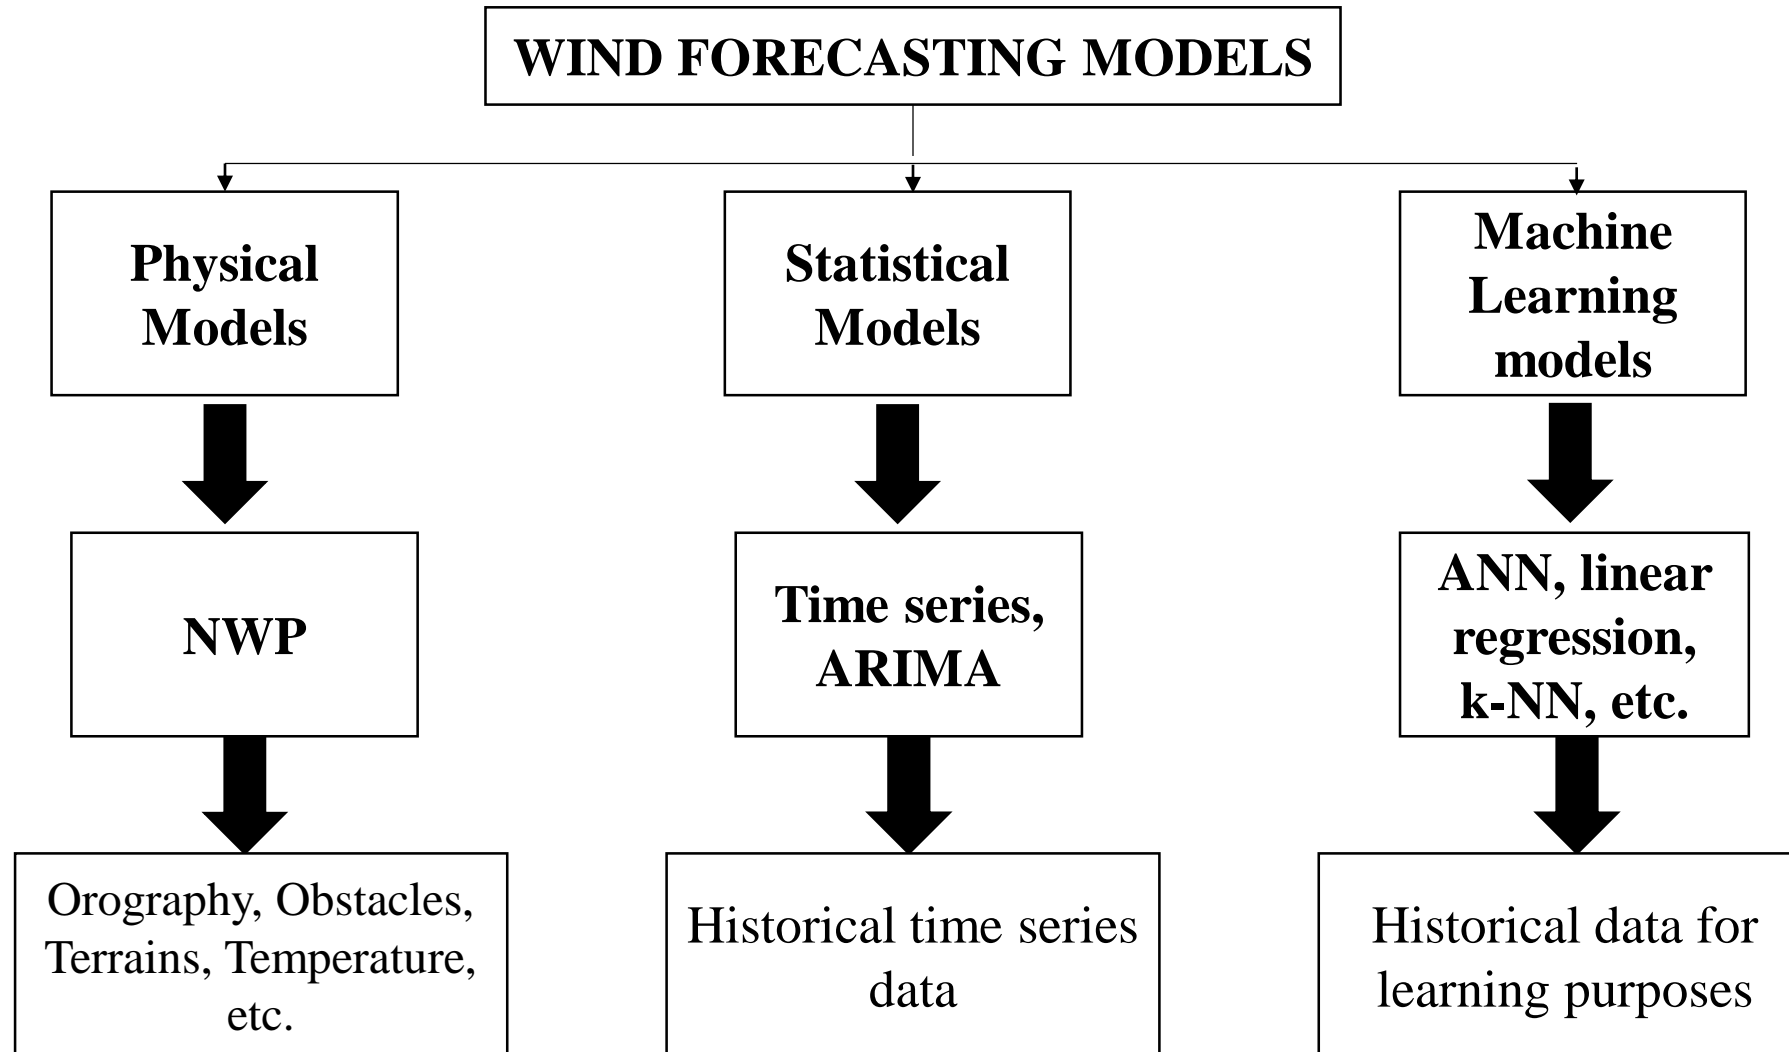 WIND FORECASTING MODELS
Physical
Models
Statistical
Models
Machine
Learning
models
NWP
Time series,
ARIMA
ANN, linear
regression,
k-NN, etc.
Orography, Obstacles,
Terrains, Temperature,
etc.
Historical time series
data
Historical data for
learning purposes